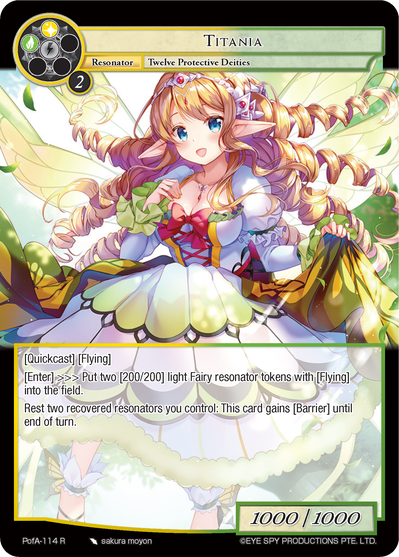 Titania
Resonator Twelve Protective Deities
2
[Quickcast] [Flying]
[Enter] >>> Put two [200/200] light Fairy resonator tokens with [Flying]
into the field.
Rest two recovered resonators you control: This card gains [Barrier] until
end of turn.
1000 / 1000
PofA-114 R sakura moyon ©EYE SPY PRODUCTIONS PTE. LTD.